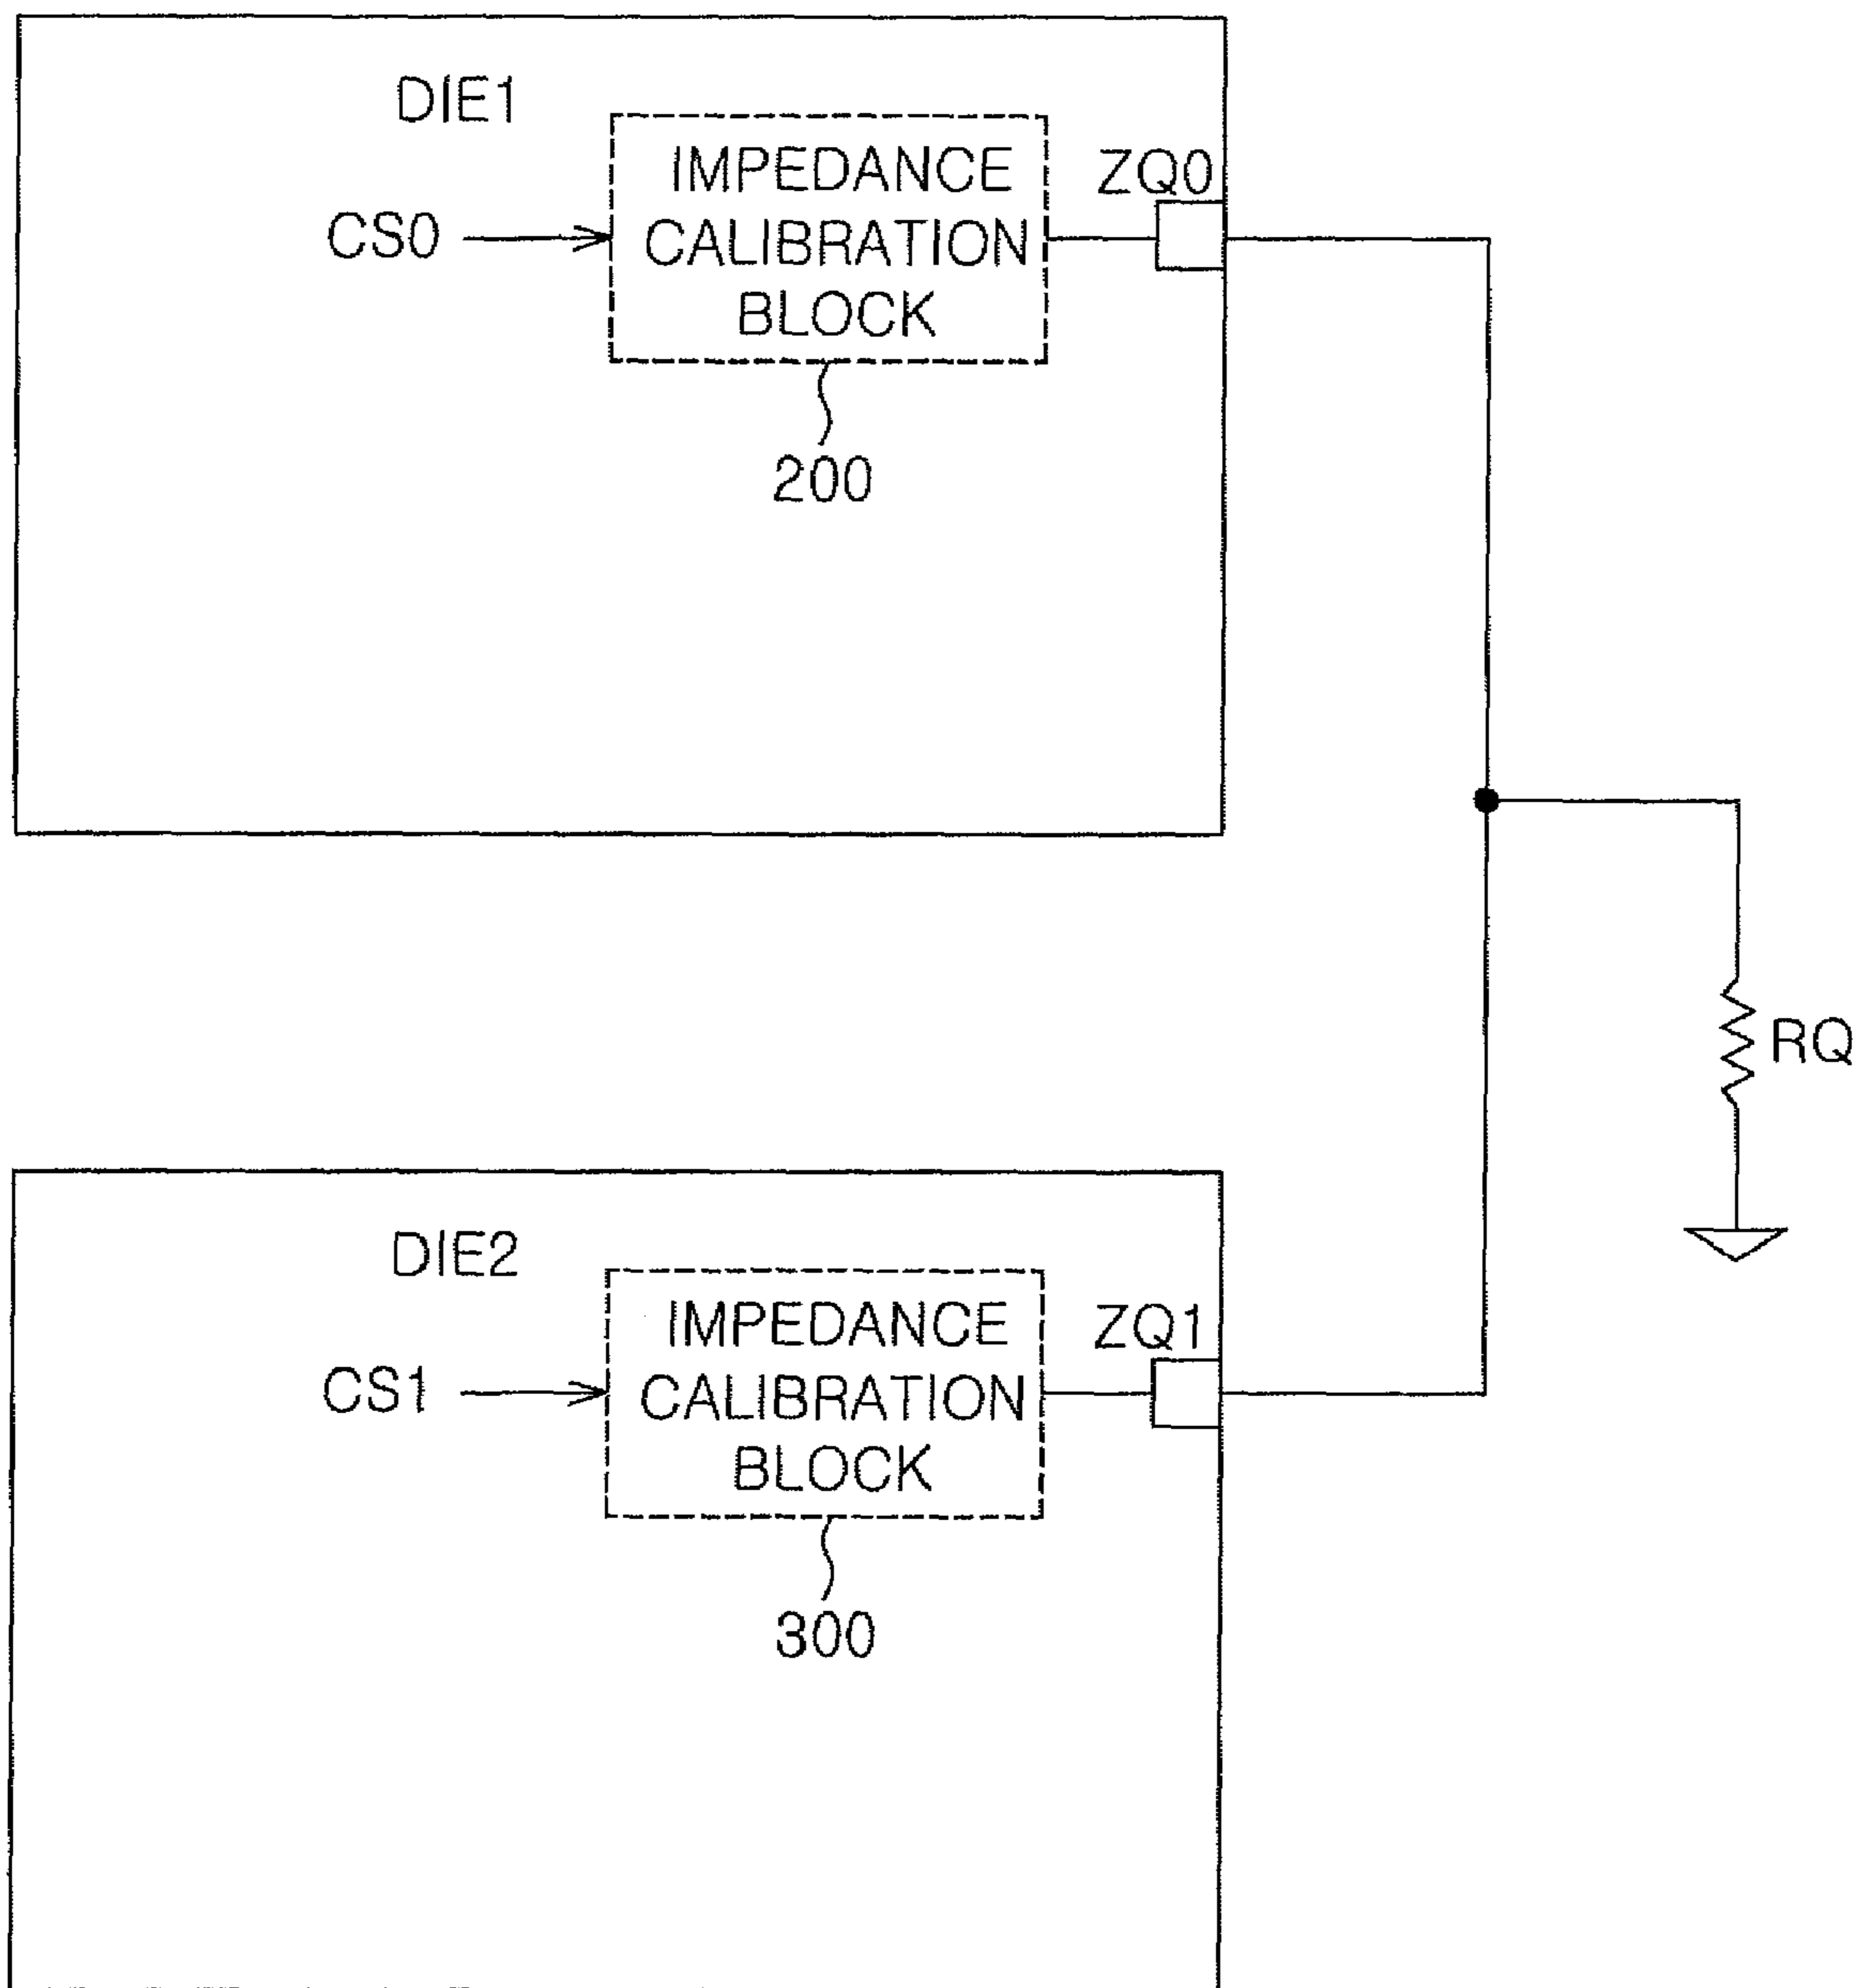 DIE1
IMPEDANCE
CALIBRATION
BLOCK
ZQ0
CS0
200
RQ
DIE2
IMPEDANCE
CALIBRATION
BLOCK
ZQ1
CS1
300